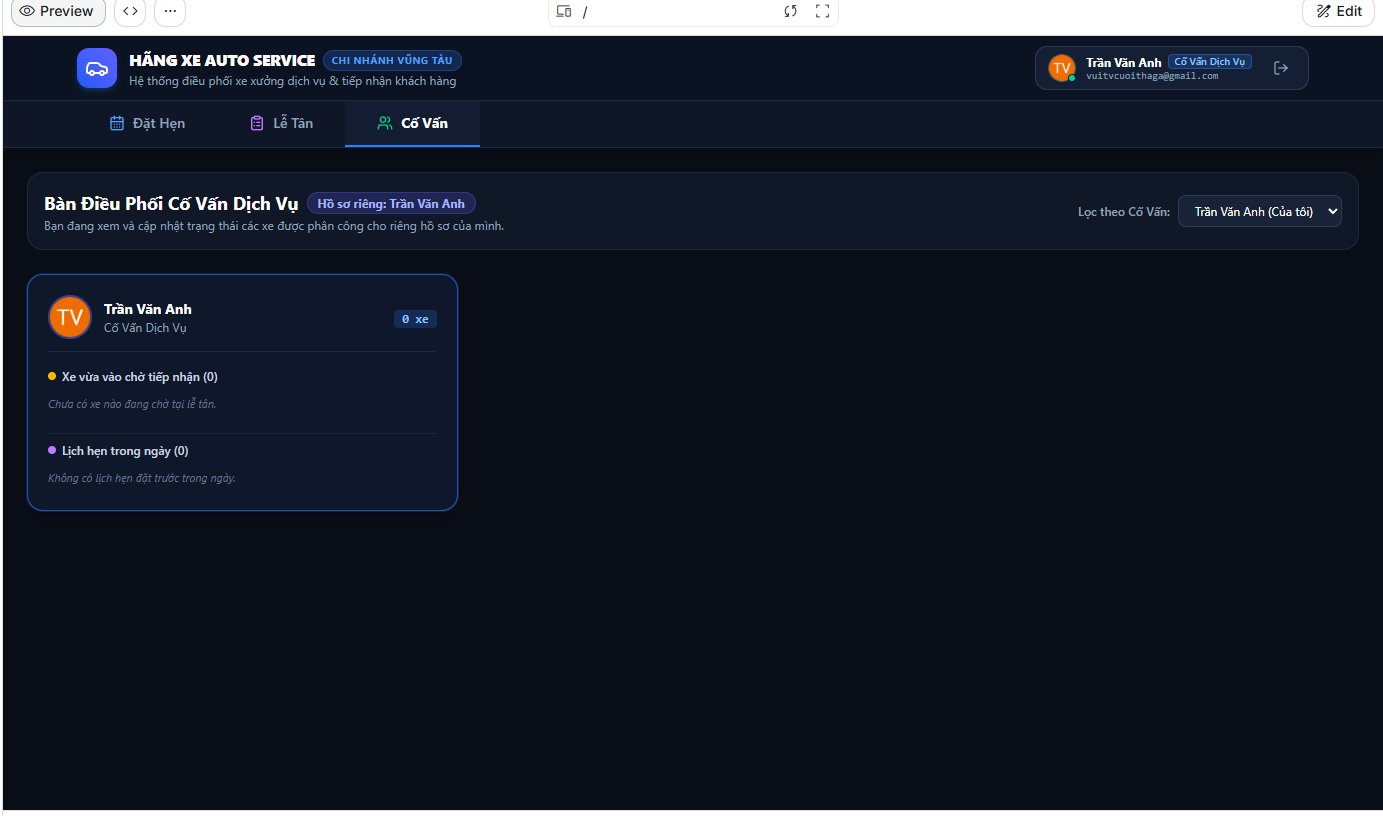 Preview
/
Edit
HÃNG XE AUTO SERVICE CHI NHÁNH VŨNG TÀU
Hệ thống điều phối xe xưởng dịch vụ & tiếp nhận khách hàng
TV
Trần Văn Anh Cố Vấn Dịch Vụ
vuitvcuoithaga@gmail.com
Đặt Hẹn
Lễ Tân
Cố Vấn
Bàn Điều Phối Cố Vấn Dịch Vụ Hồ sơ riêng: Trần Văn Anh
Bạn đang xem và cập nhật trạng thái các xe được phân công cho riêng hồ sơ của mình.
Lọc theo Cố Vấn: Trần Văn Anh (Của tôi)
TV
Trần Văn Anh
Cố Vấn Dịch Vụ
0 xe
Xe vừa vào chờ tiếp nhận (0)
Chưa có xe nào đang chờ tại lễ tân.
Lịch hẹn trong ngày (0)
Không có lịch hẹn đặt trước trong ngày.